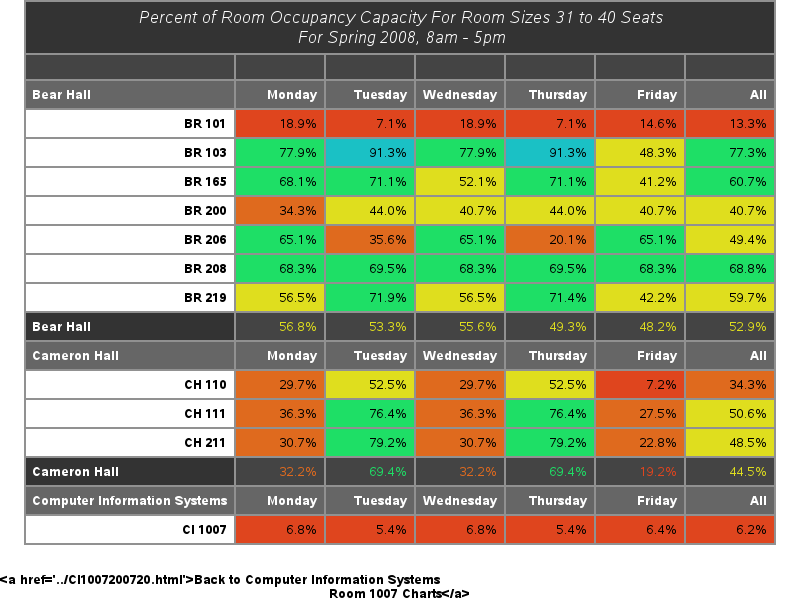 Percent of Room Occupancy Capacity For Room Sizes 31 to 40 Seats
For Spring 2008, 8am - 5pm
Bear Hall Monday Tuesday Wednesday Thursday Friday All
BR 101 18.9% 7.1% 18.9% 7.1% 14.6% 13.3%
BR 103 77.9% 91.3% 77.9% 91.3% 48.3% 77.3%
BR 165 68.1% 71.1% 52.1% 71.1% 41.2% 60.7%
BR 200 34.3% 44.0% 40.7% 44.0% 40.7% 40.7%
BR 206 65.1% 35.6% 65.1% 20.1% 65.1% 49.4%
BR 208 68.3% 69.5% 68.3% 69.5% 68.3% 68.8%
BR 219 56.5% 71.9% 56.5% 71.4% 42.2% 59.7%
Bear Hall 56.8% 53.3% 55.6% 49.3% 48.2% 52.9%
Cameron Hall Monday Tuesday Wednesday Thursday Friday All
CH 110 29.7% 52.5% 29.7% 52.5% 7.2% 34.3%
CH 111 36.3% 76.4% 36.3% 76.4% 27.5% 50.6%
CH 211 30.7% 79.2% 30.7% 79.2% 22.8% 48.5%
Cameron Hall 32.2% 69.4% 32.2% 69.4% 19.2% 44.5%
Computer Information Systems Monday Tuesday Wednesday Thursday Friday All
CI 1007 6.8% 5.4% 6.8% 5.4% 6.4% 6.2%
<a href='../CI1007200720.html'>Back to Computer Information Systems
Room 1007 Charts</a>